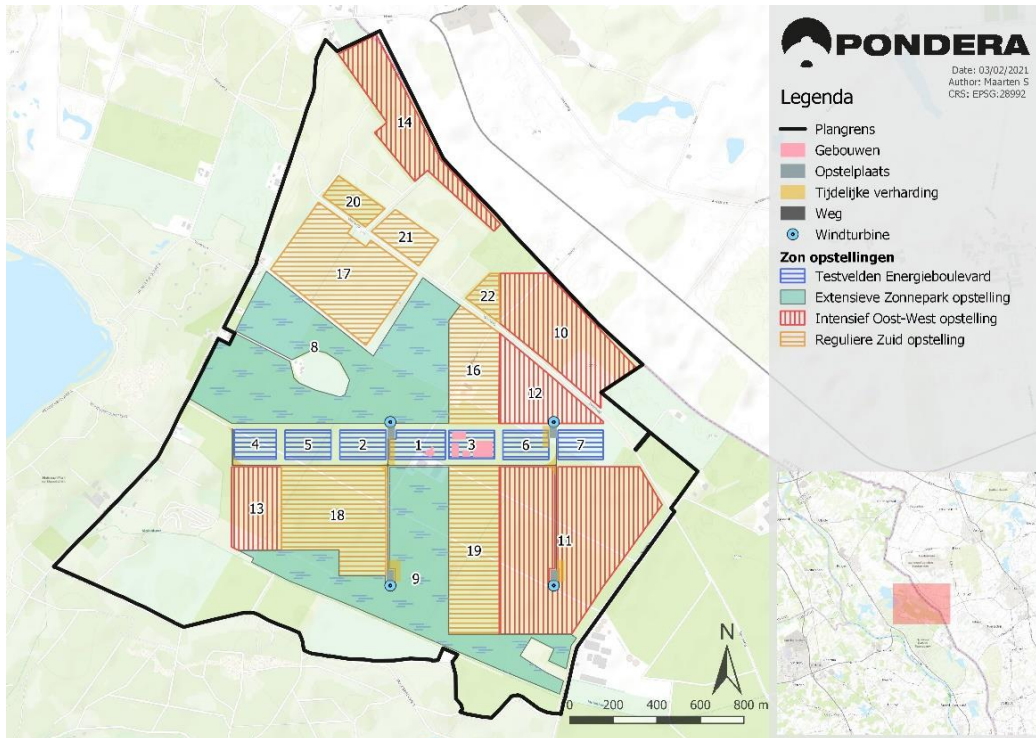 PONDERA
Date: 03/02/2021
Author: Maarten S
CRS: EPSG:28992
Legenda
Plangrens
Gebouwen
Opstelplaats
Tijdelijke verharding
Weg
Windturbine
Zon opstellingen
Testvelden Energieboulevard
Extensieve Zonnepark opstelling
Intensief Oost-West opstelling
Reguliere Zuid opstelling
14
20
21
17
22
10
8
16
12
4
5
2
1
3
6
7
13
18
19
11
9
N
0 200 400 600 800 m